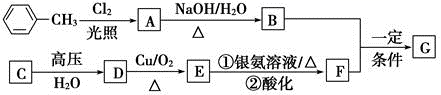 CH₃ Cl₂ 光照 A NaOH/H₂O △ B
一定 条件 G
C 高压 H₂O D Cu/O₂ △ E ①银氨溶液/△ ②酸化 F